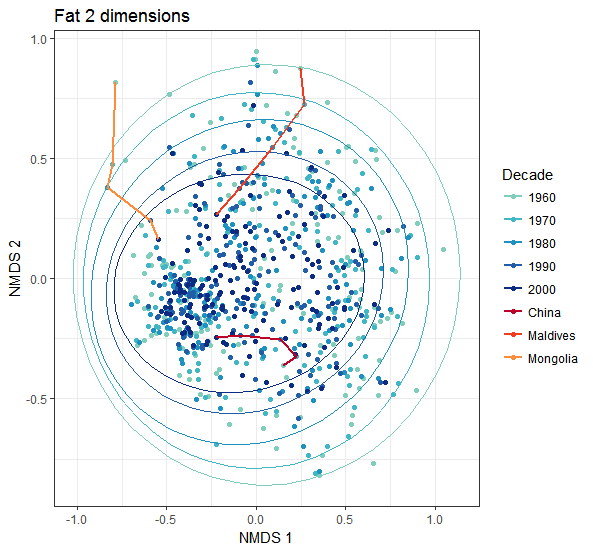 Fat 2 dimensions
1.0
0.5
0.0
-0.5
NMDS 2
-1.0 -0.5 0.0 0.5 1.0
NMDS 1
Decade
1960
1970
1980
1990
2000
China
Maldives
Mongolia